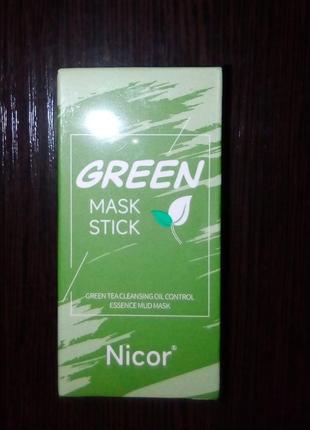 GREEN
MASK
STICK
GREEN TEA CLEANSING OIL CONTROL
ESSENCE MUD MASK
Nicor®